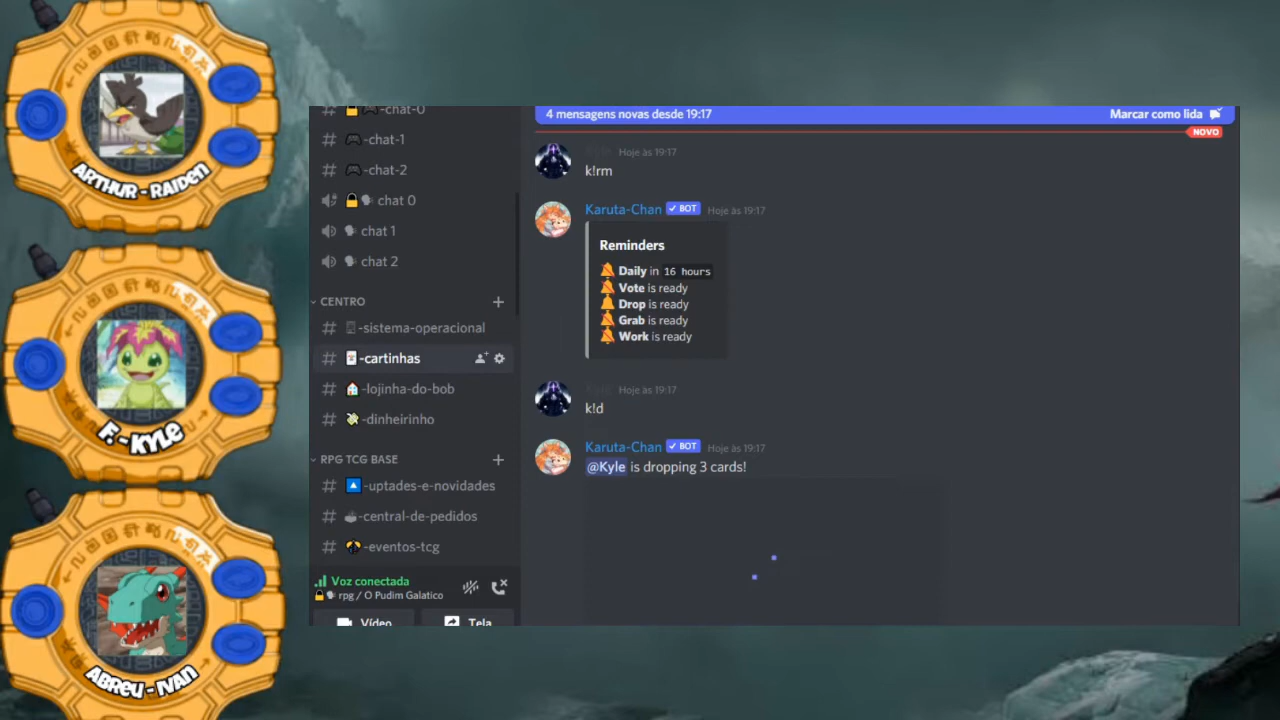 ARTHUR - RAIDEN
F. - KYLE
ABREU - IVAN
-chat-0
-chat-1
-chat-2
chat 0
chat 1
chat 2
CENTRO
-sistema-operacional
-cartinhas
-lojinha-do-bob
-dinheirinho
RPG TCG BASE
-uptades-e-novidades
-central-de-pedidos
-eventos-tcg
Voz conectada
rpg / O Pudim Galatico
Vídeo
Tela
4 mensagens novas desde 19:17
Marcar como lida
NOVO
Hoje às 19:17
k!rm
Karuta-Chan BOT Hoje às 19:17
Reminders
Daily in 16 hours
Vote is ready
Drop is ready
Grab is ready
Work is ready
Hoje às 19:17
k!d
Karuta-Chan BOT Hoje às 19:17
@Kyle is dropping 3 cards!